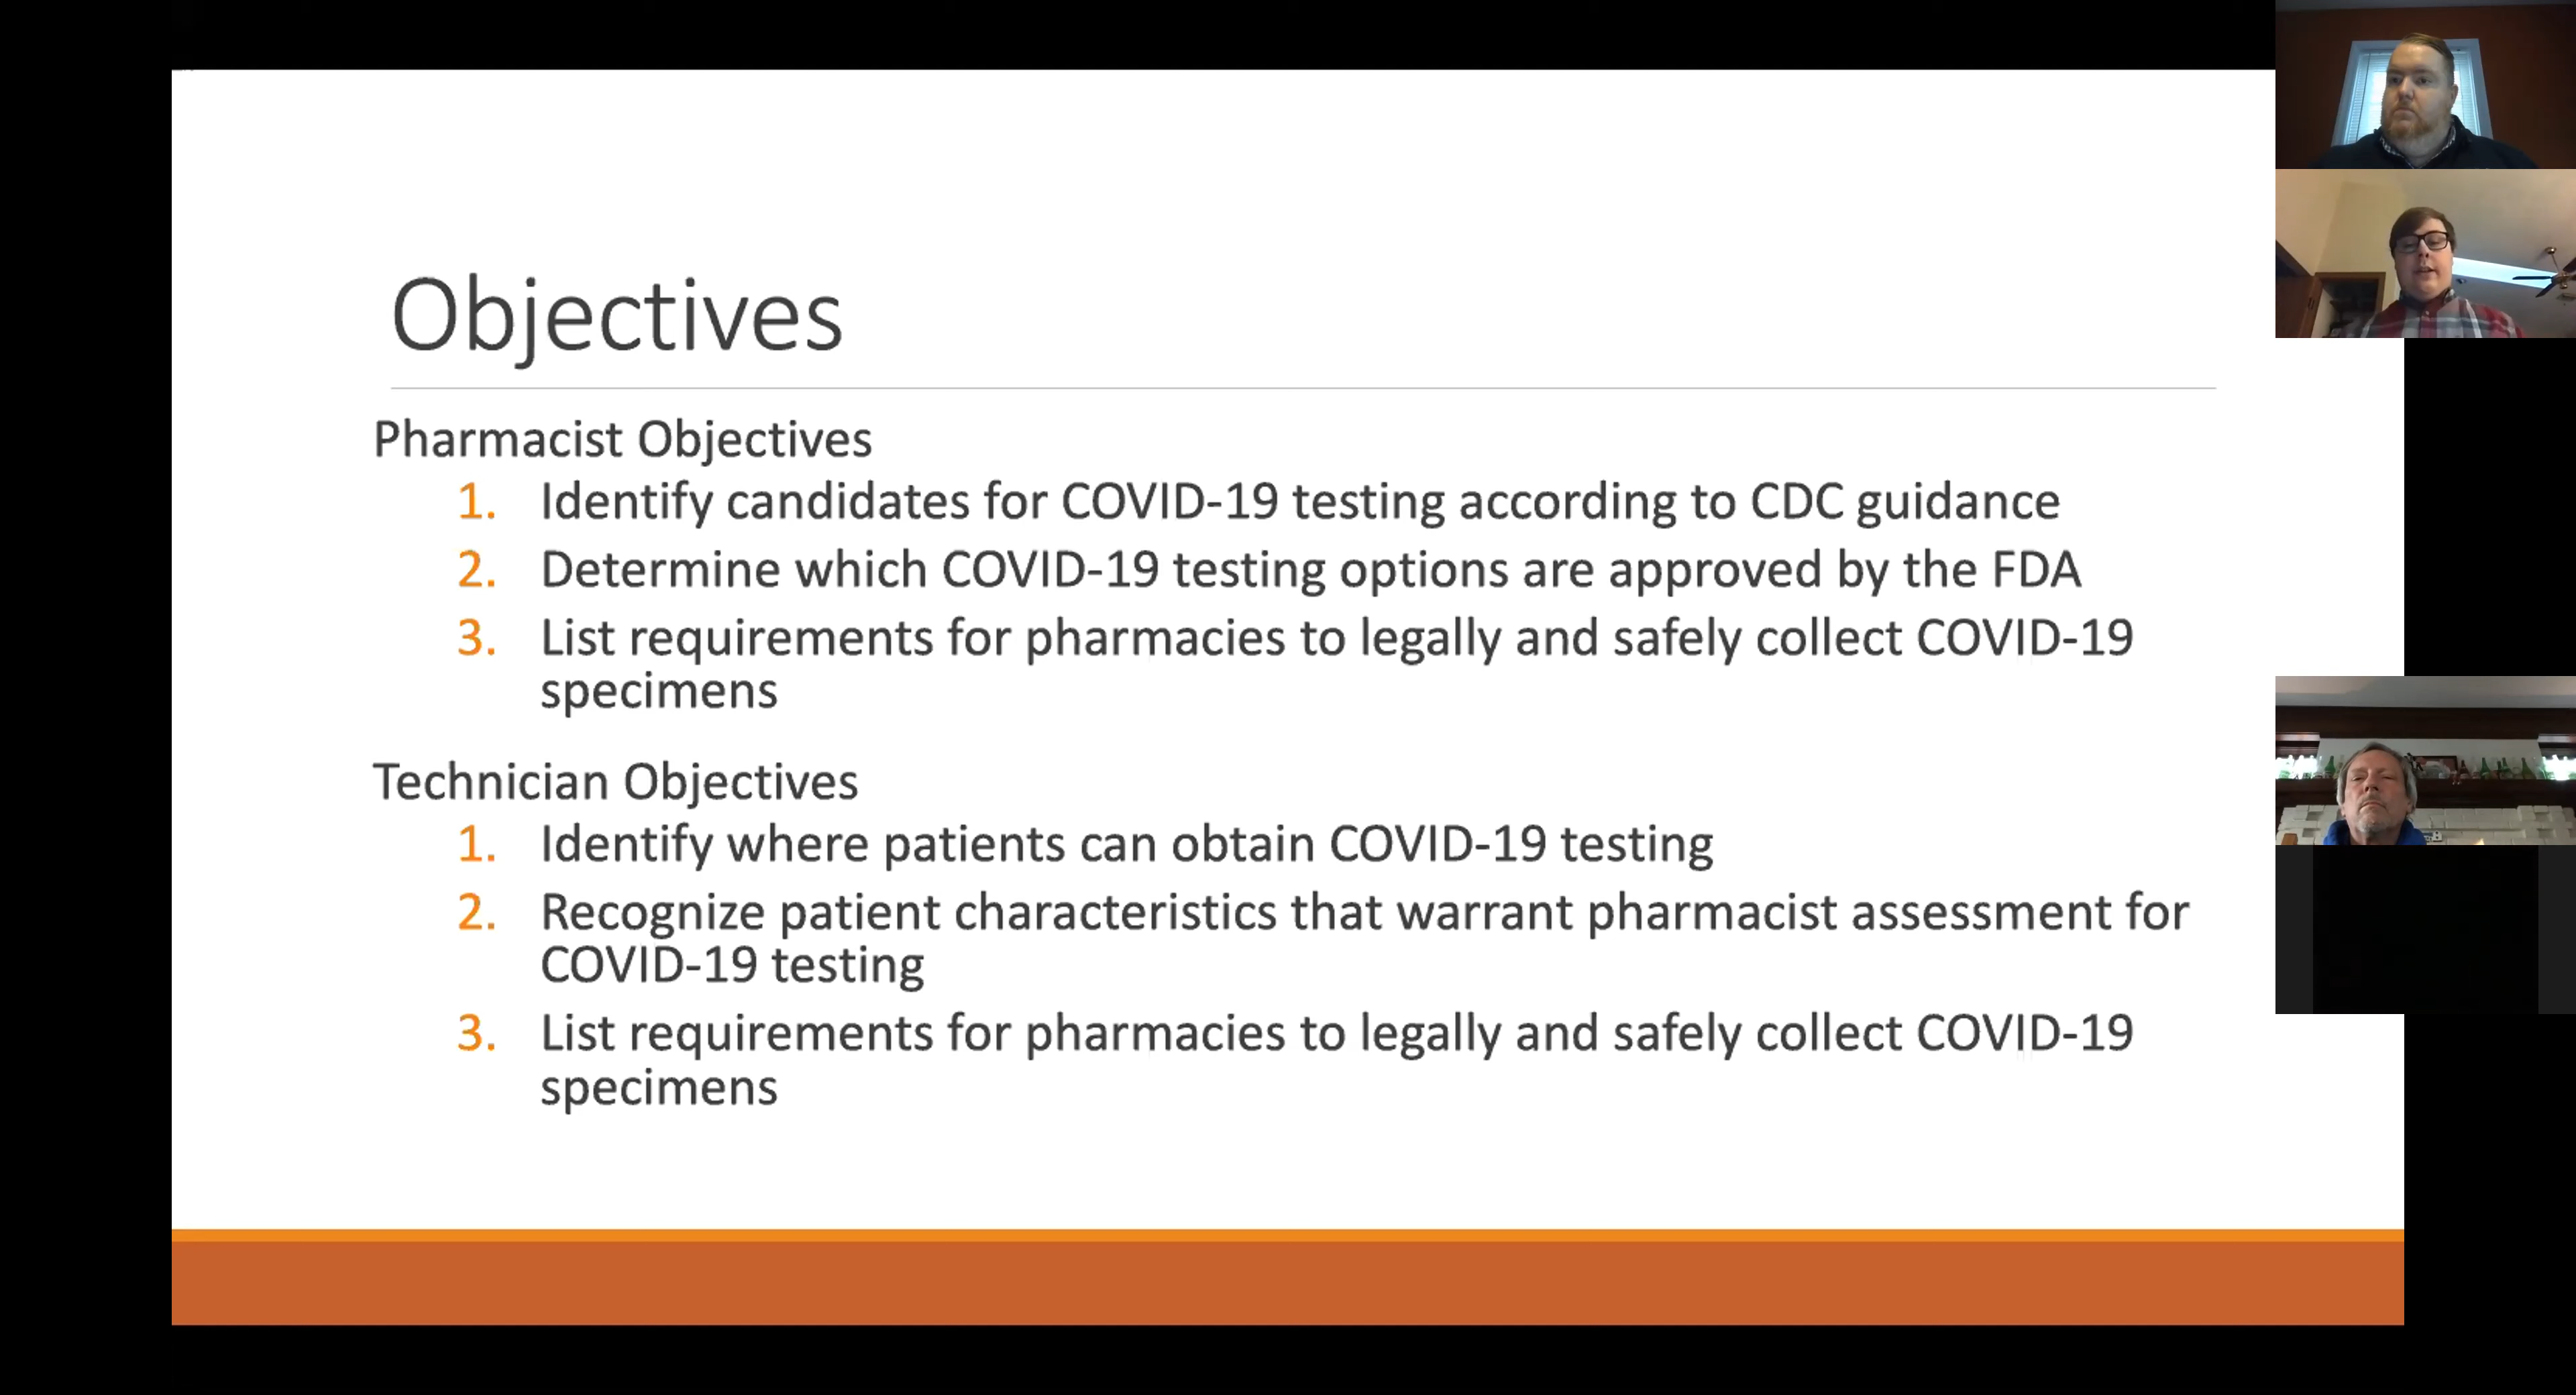 Objectives
Pharmacist Objectives
1. Identify candidates for COVID-19 testing according to CDC guidance
2. Determine which COVID-19 testing options are approved by the FDA
3. List requirements for pharmacies to legally and safely collect COVID-19
specimens
Technician Objectives
1. Identify where patients can obtain COVID-19 testing
2. Recognize patient characteristics that warrant pharmacist assessment for
COVID-19 testing
3. List requirements for pharmacies to legally and safely collect COVID-19
specimens